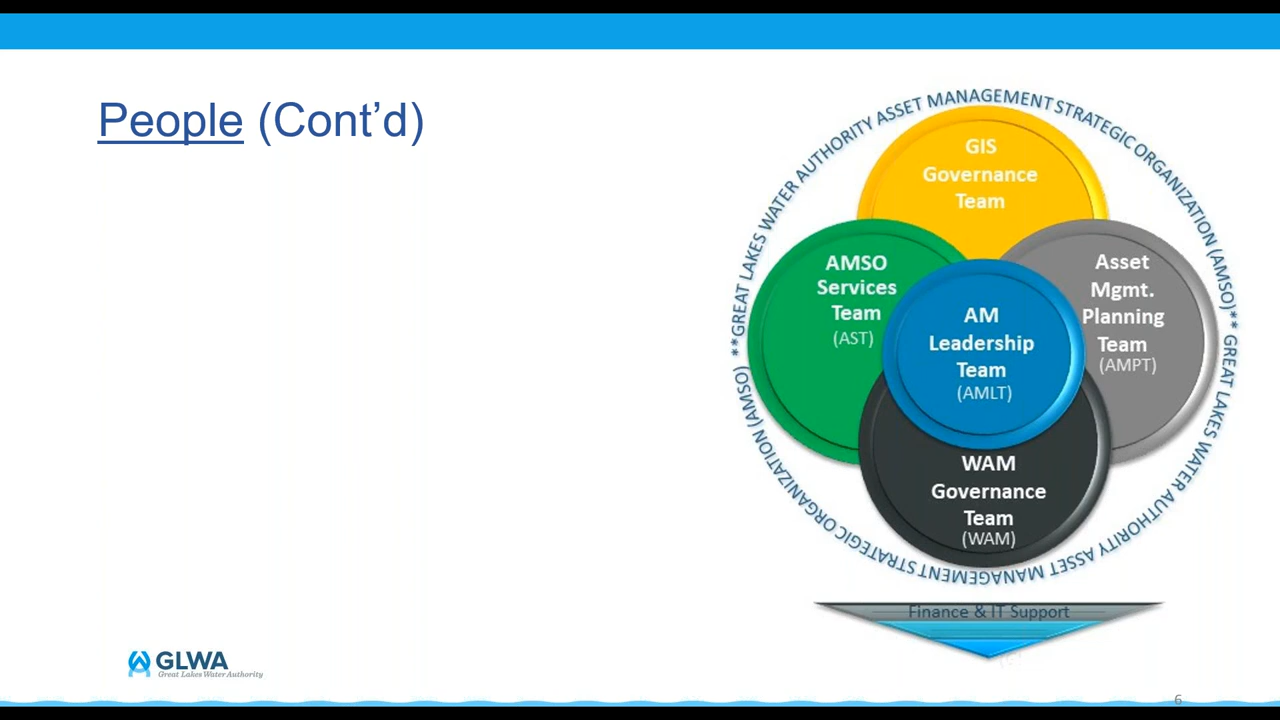 People (Cont’d)
**GREAT LAKES WATER AUTHORITY ASSET MANAGEMENT STRATEGIC ORGANIZATION (AMSO)** GREAT LAKES WATER AUTHORITY ASSET MANAGEMENT STRATEGIC ORGANIZATION (AMSO)
GIS
Governance
Team
AMSO
Services
Team
(AST)
AM
Leadership
Team
(AMLT)
Asset
Mgmt.
Planning
Team
(AMPT)
WAM
Governance
Team
(WAM)
Finance & IT Support
GLWA
Great Lakes Water Authority
6